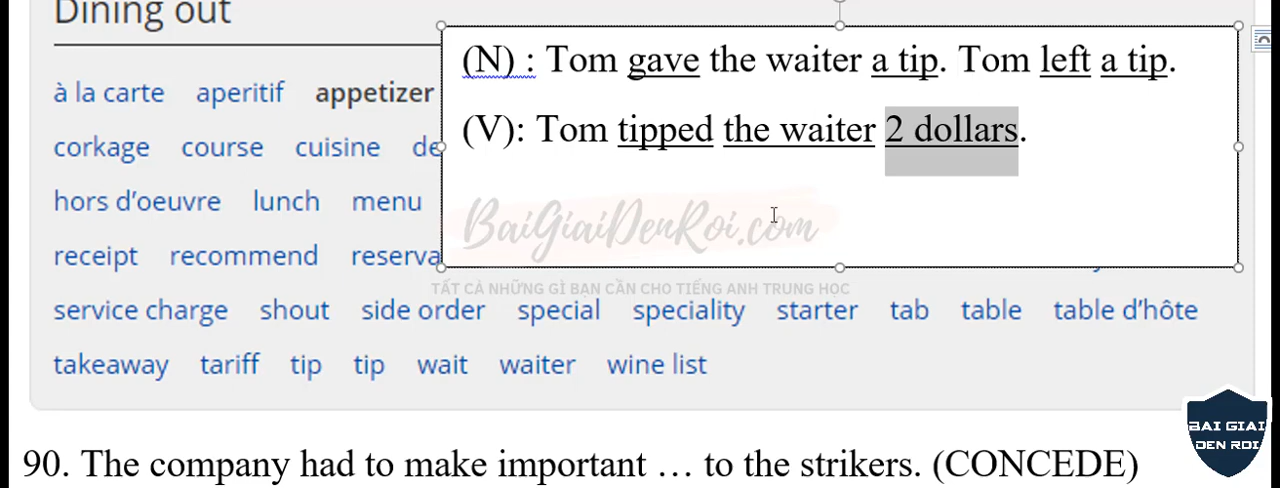 Dining out
(N) : Tom gave the waiter a tip. Tom left a tip.
à la carte aperitif appetizer
(V): Tom tipped the waiter 2 dollars.
corkage course cuisine de
hors d’oeuvre lunch menu
BaiGiaiDenRoi.com
receipt recommend reserva
TẤT CẢ NHỮNG GÌ BẠN CẦN CHO TIẾNG ANH TRUNG HỌC
service charge shout side order special speciality starter tab table table d’hôte
takeaway tariff tip tip wait waiter wine list
BAI GIAI
DEN ROI
90. The company had to make important … to the strikers. (CONCEDE)